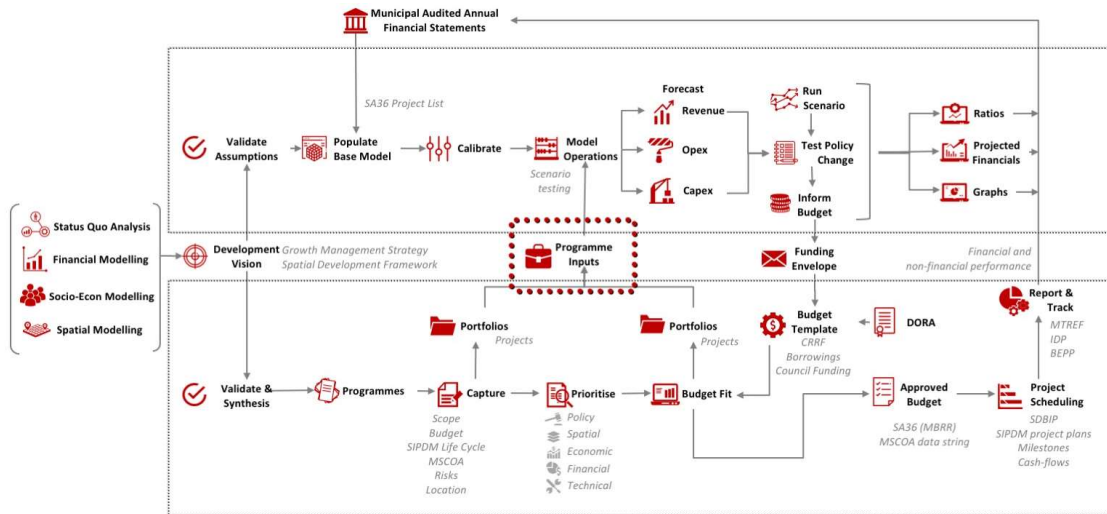 Municipal Audited Annual
Financial Statements
SA36 Project List
Validate
Assumptions
Populate
Base Model
Calibrate
Model
Operations
Scenario
testing
Forecast
Revenue
Opex
Capex
Run
Scenario
Test Policy
Change
Inform
Budget
Ratios
Projected
Financials
Graphs
Status Quo Analysis
Financial Modelling
Socio-Econ Modelling
Spatial Modelling
Development
Vision
Growth Management Strategy
Spatial Development Framework
Programme
Inputs
Funding
Envelope
Financial and
non-financial performance
Portfolios
Projects
Portfolios
Projects
Budget
Template
CRRF
Borrowings
Council Funding
DORA
Report &
Track
MTREF
IDP
BEPP
Validate &
Synthesis
Programmes
Capture
Scope
Budget
SIPDM Life Cycle
MSCOA
Risks
Location
Prioritise
Policy
Spatial
Economic
Financial
Technical
Budget Fit
Approved
Budget
SA36 (MBRR)
MSCOA data string
Project
Scheduling
SDBIP
SIPDM project plans
Milestones
Cash-flows